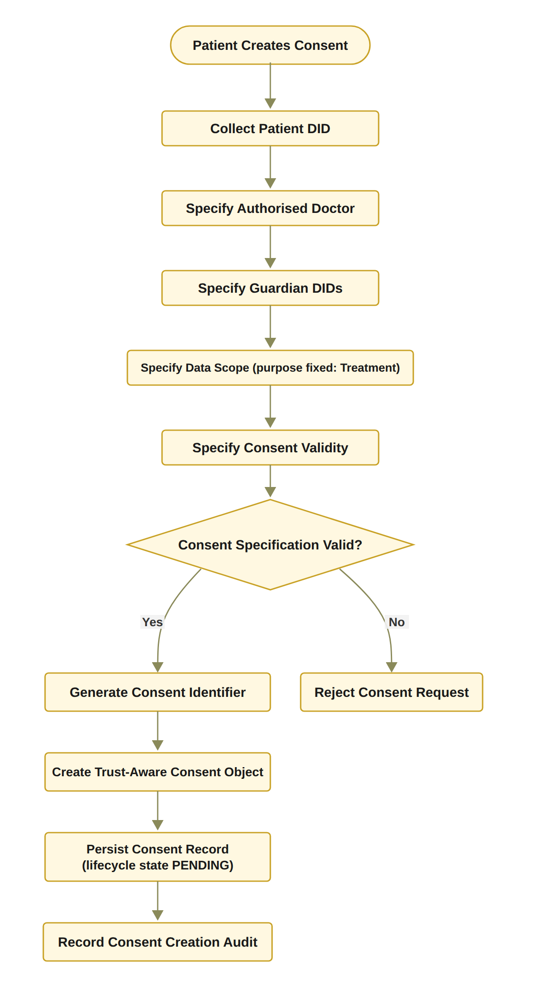 Patient Creates Consent
Collect Patient DID
Specify Authorised Doctor
Specify Guardian DIDs
Specify Data Scope (purpose fixed: Treatment)
Specify Consent Validity
Consent Specification Valid?
Yes
No
Generate Consent Identifier
Reject Consent Request
Create Trust-Aware Consent Object
Persist Consent Record
(lifecycle state PENDING)
Record Consent Creation Audit